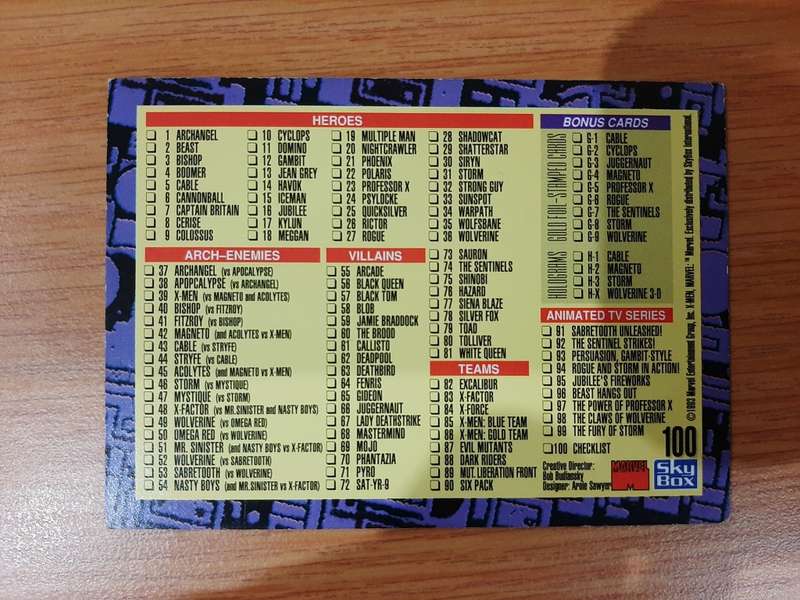 HEROES
1 ARCHANGEL
2 BEAST
3 BISHOP
4 BOOMER
5 CABLE
6 CANNONBALL
7 CAPTAIN BRITAIN
8 CERISE
9 COLOSSUS
10 CYCLOPS
11 DOMINO
12 GAMBIT
13 JEAN GREY
14 HAVOK
15 ICEMAN
16 JUBILEE
17 KYLUN
18 MEGGAN
19 MULTIPLE MAN
20 NIGHTCRAWLER
21 PHOENIX
22 POLARIS
23 PROFESSOR X
24 PSYLOCKE
25 QUICKSILVER
26 RICTOR
27 ROGUE
28 SHADOWCAT
29 SHATTERSTAR
30 SIRYN
31 STORM
32 STRONG GUY
33 SUNSPOT
34 WARPATH
35 WOLFSBANE
36 WOLVERINE
BONUS CARDS
GOLD FOIL-STAMPED CARDS
G-1 CABLE
G-2 CYCLOPS
G-3 JUGGERNAUT
G-4 MAGNETO
G-5 PROFESSOR X
G-6 ROGUE
G-7 THE SENTINELS
G-8 STORM
G-9 WOLVERINE
HOLOGRAMS
H-1 CABLE
H-2 MAGNETO
H-3 STORM
H-X WOLVERINE 3-D
ARCH-ENEMIES
37 ARCHANGEL (vs APOCALYPSE)
38 APOPCALYPSE (vs ARCHANGEL)
39 X-MEN (vs MAGNETO and ACOLYTES)
40 BISHOP (vs FITZROY)
41 FITZROY (vs BISHOP)
42 MAGNETO (and ACOLYTES vs X-MEN)
43 CABLE (vs STRYFE)
44 STRYFE (vs CABLE)
45 ACOLYTES (and MAGNETO vs X-MEN)
46 STORM (vs MYSTIQUE)
47 MYSTIQUE (vs STORM)
48 X-FACTOR (vs MR.SINISTER and NASTY BOYS)
49 WOLVERINE (vs OMEGA RED)
50 OMEGA RED (vs WOLVERINE)
51 MR. SINISTER (and NASTY BOYS vs X-FACTOR)
52 WOLVERINE (vs SABRETOOTH)
53 SABRETOOTH (vs WOLVERINE)
54 NASTY BOYS (and MR.SINISTER vs X-FACTOR)
VILLAINS
55 ARCADE
56 BLACK QUEEN
57 BLACK TOM
58 BLOB
59 JAMIE BRADDOCK
60 THE BROOD
61 CALLISTO
62 DEADPOOL
63 DEATHBIRD
64 FENRIS
65 GIDEON
66 JUGGERNAUT
67 LADY DEATHSTRIKE
68 MASTERMIND
69 MOJO
70 PHANTAZIA
71 PYRO
72 SAT-YR-9
73 SAURON
74 THE SENTINELS
75 SHINOBI
76 HAZARD
77 SIENA BLAZE
78 SILVER FOX
79 TOAD
80 TOLLIVER
81 WHITE QUEEN
TEAMS
82 EXCALIBUR
83 X-FACTOR
84 X-FORCE
85 X-MEN: BLUE TEAM
86 X-MEN: GOLD TEAM
87 EVIL MUTANTS
88 DARK RIDERS
89 MUT. LIBERATION FRONT
90 SIX PACK
ANIMATED TV SERIES
91 SABRETOOTH UNLEASHED!
92 THE SENTINEL STRIKES!
93 PERSUASION, GAMBIT-STYLE
94 ROGUE AND STORM IN ACTION!
95 JUBILEE'S FIREWORKS
96 BEAST HANGS OUT
97 THE POWER OF PROFESSOR X
98 THE CLAWS OF WOLVERINE
99 THE FURY OF STORM
100 CHECKLIST
100
Creative Director:
Bob Budiansky
Designer: Arnie Sawyer
MARVEL
M
Sky
Box
©1993 Marvel Entertainment Group, Inc. X-MEN, MARVEL: ™ Marvel. Exclusively distributed by SkyBox International.